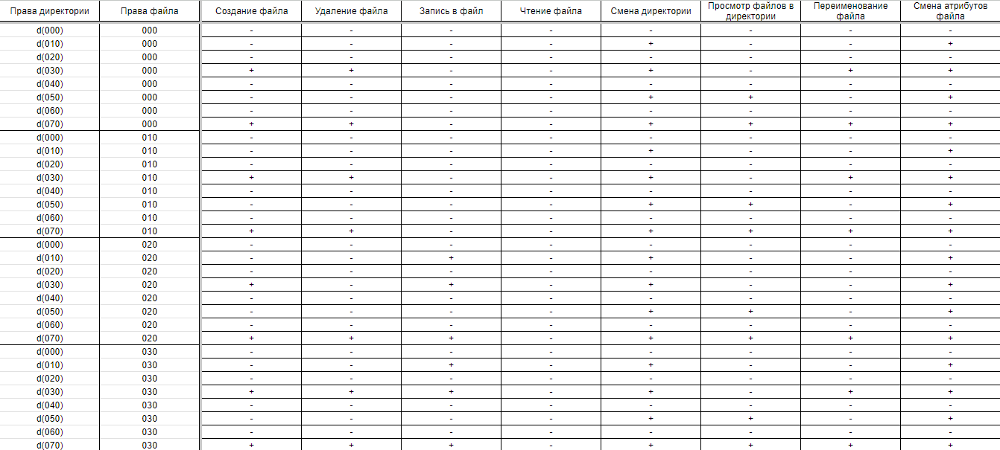 Права директории Права файла Создание файла Удаление файла Запись в файл Чтение файла Смена директории Просмотр файлов в директории Переименование файла Смена атрибутов файла
d(000) 000 - - - - - - - -
d(010) 000 - - - - + - - +
d(020) 000 - - - - - - - -
d(030) 000 + + - - + - + +
d(040) 000 - - - - - - - -
d(050) 000 - - - - + + - +
d(060) 000 - - - - - - - -
d(070) 000 + + - - + + + +
d(000) 010 - - - - - - - -
d(010) 010 - - - - + - - +
d(020) 010 - - - - - - - -
d(030) 010 + + - - + - + +
d(040) 010 - - - - - - - -
d(050) 010 - - - - + + - +
d(060) 010 - - - - - - - -
d(070) 010 + + - - + + + +
d(000) 020 - - - - - - - -
d(010) 020 - - + - + - - +
d(020) 020 - - - - - - - -
d(030) 020 + - + - + - - +
d(040) 020 - - - - - - - -
d(050) 020 - - - - + + - +
d(060) 020 - - - - - - - -
d(070) 020 + + + - + + + +
d(000) 030 - - - - - - - -
d(010) 030 - - + - + - - +
d(020) 030 - - - - - - - -
d(030) 030 + + + - + - + +
d(040) 030 - - - - - - - -
d(050) 030 - - - - + + - +
d(060) 030 - - - - - - - -
d(070) 030 + + + - + + + +